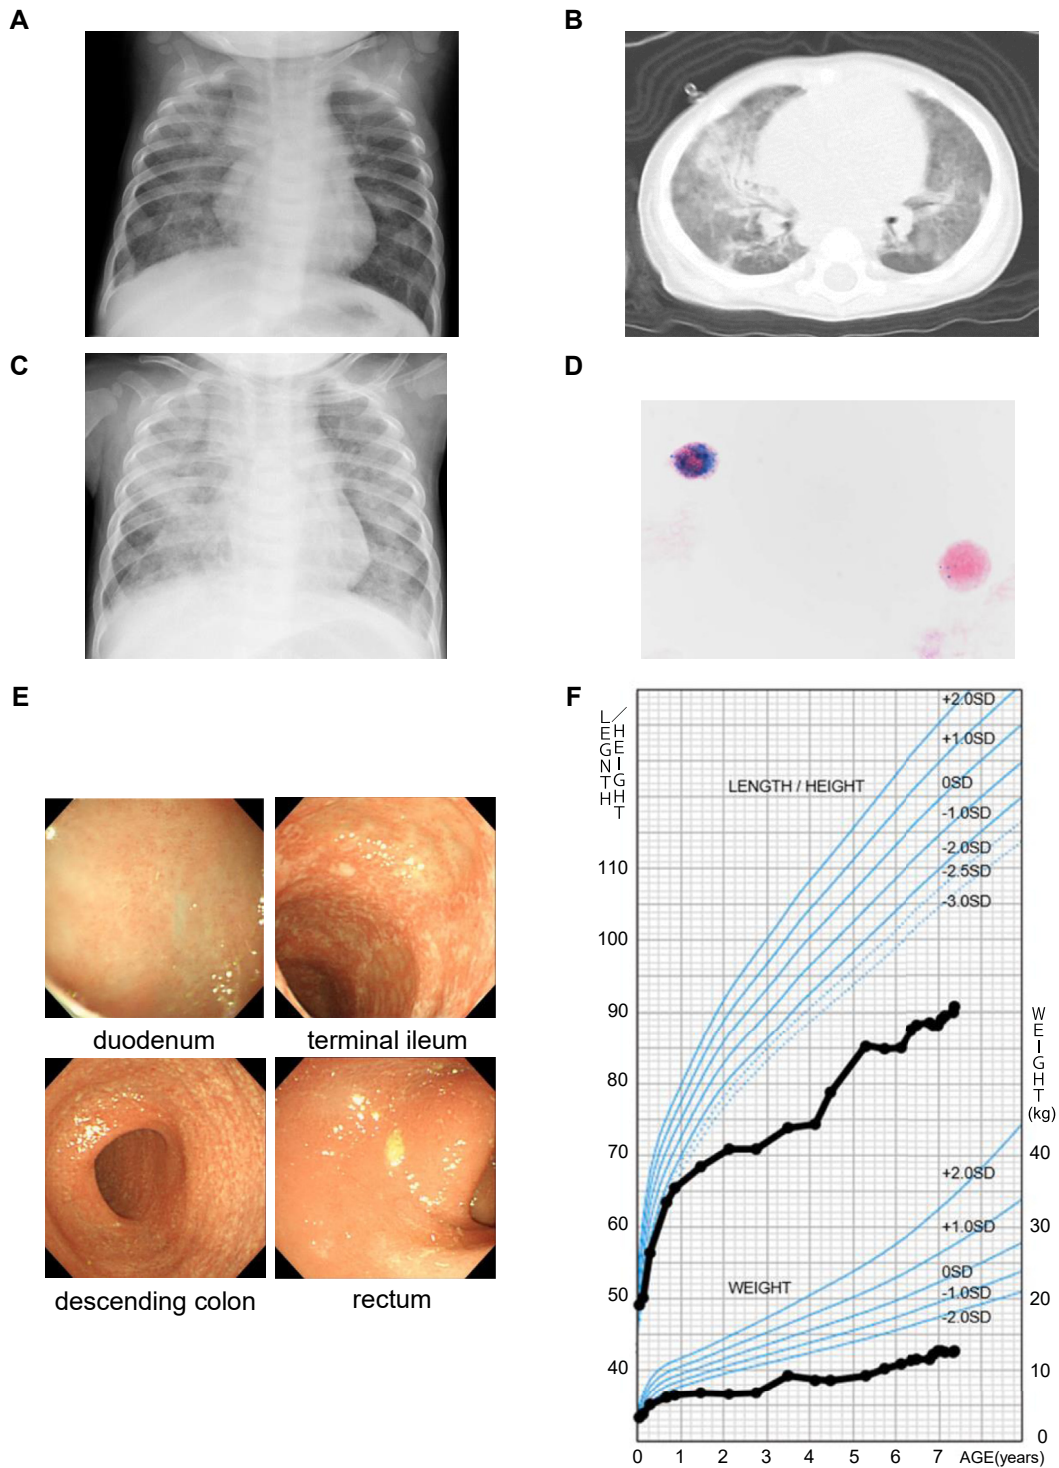 A
B
C
D
E
duodenum
terminal ileum
descending colon
rectum
F
LEGNTH / HEIGHT
110
100
90
80
70
60
50
40
LENGTH / HEIGHT
+2.0SD
+1.0SD
0SD
-1.0SD
-2.0SD
-2.5SD
-3.0SD
WEIGHT
+2.0SD
+1.0SD
0SD
-1.0SD
-2.0SD
WEIGHT
(kg)
40
30
20
10
0
0 1 2 3 4 5 6 7 AGE(years)